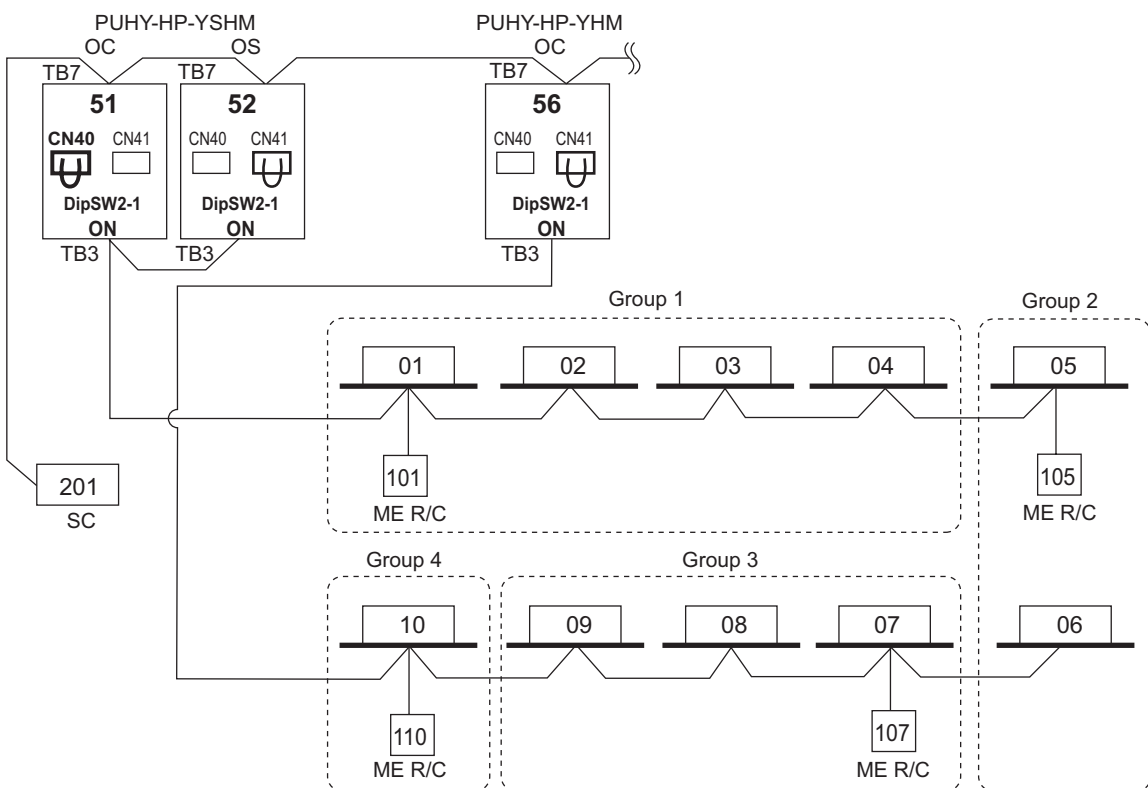 PUHY-HP-YSHM PUHY-HP-YHM
OC OS OC
TB7 TB7 TB7
51 52 56
CN40 CN41 CN40 CN41 CN40 CN41
DipSW2-1 DipSW2-1 DipSW2-1
ON ON ON
TB3 TB3 TB3
Group 1 Group 2
01 02 03 04 05
101 105
ME R/C ME R/C
201
SC
Group 4 Group 3
10 09 08 07 06
110 107
ME R/C ME R/C